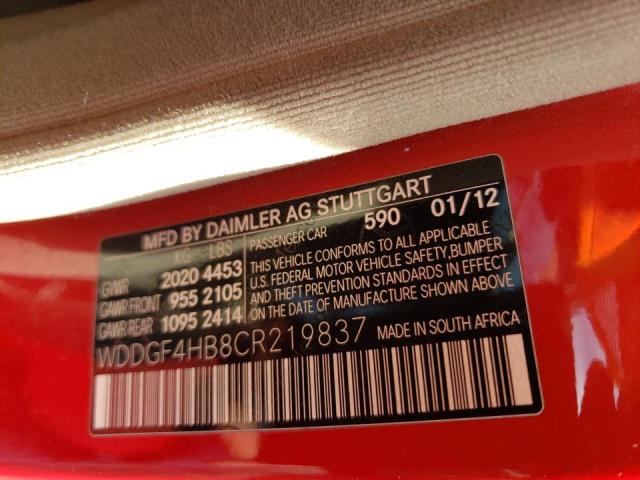 MFD BY DAIMLER AG STUTTGART
KG LBS PASSENGER CAR 590 01/12
GVWR 2020 4453
GAWR FRONT 955 2105
GAWR REAR 1095 2414
THIS VEHICLE CONFORMS TO ALL APPLICABLE
U.S. FEDERAL MOTOR VEHICLE SAFETY, BUMPER
AND THEFT PREVENTION STANDARDS IN EFFECT
ON THE DATE OF MANUFACTURE SHOWN ABOVE
WDDGF4HB8CR219837 MADE IN SOUTH AFRICA